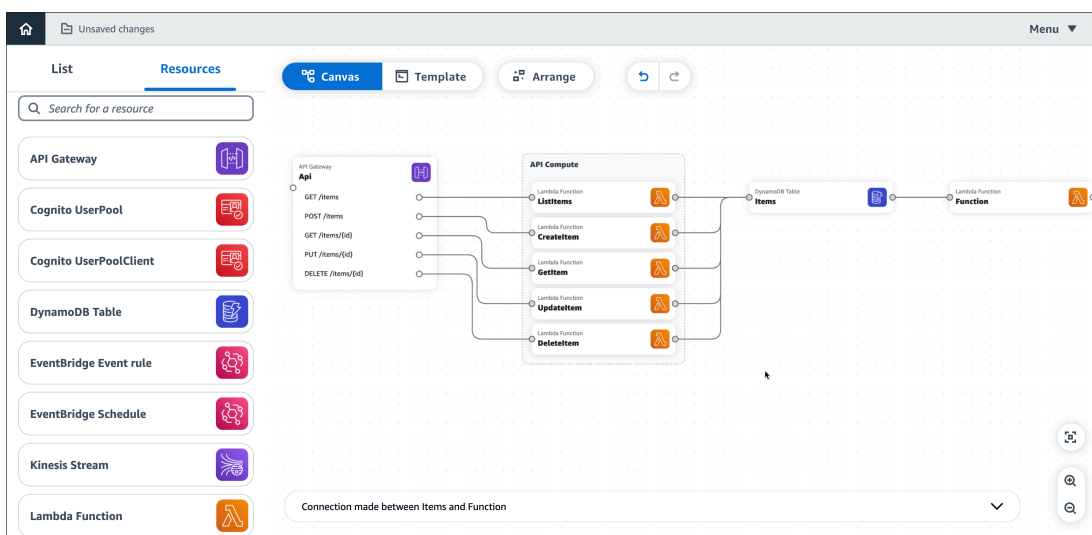 Unsaved changes
Menu ▼
List
Resources
Canvas
Template
Arrange
Search for a resource
API Gateway
Cognito UserPool
Cognito UserPoolClient
DynamoDB Table
EventBridge Event rule
EventBridge Schedule
Kinesis Stream
Lambda Function
API Gateway
Api
GET /items
POST /items
GET /items/{id}
PUT /items/{id}
DELETE /items/{id}
API Compute
Lambda Function
ListItems
Lambda Function
CreateItem
Lambda Function
GetItem
Lambda Function
UpdateItem
Lambda Function
DeleteItem
DynamoDB Table
Items
Lambda Function
Function
Connection made between Items and Function